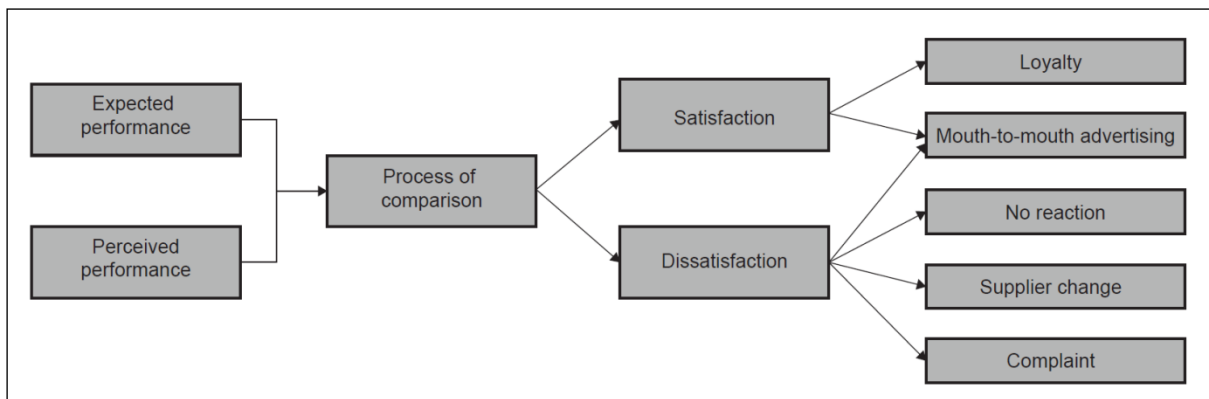 Expected
performance
Perceived
performance
Process of
comparison
Satisfaction
Dissatisfaction
Loyalty
Mouth-to-mouth advertising
No reaction
Supplier change
Complaint